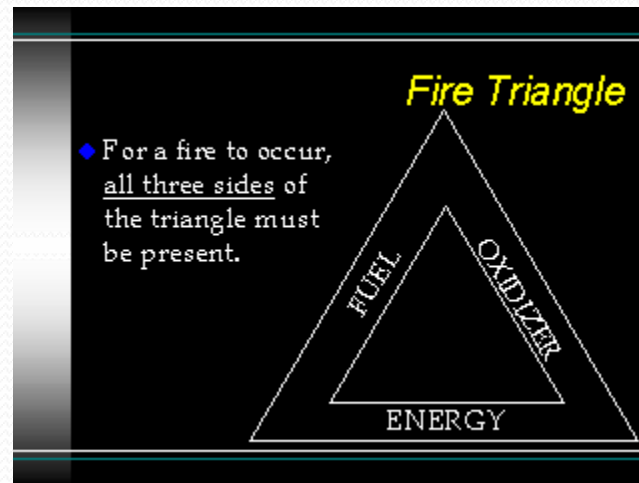 Fire Triangle
For a fire to occur,
all three sides of
the triangle must
be present.
FUEL
OXIDIZER
ENERGY